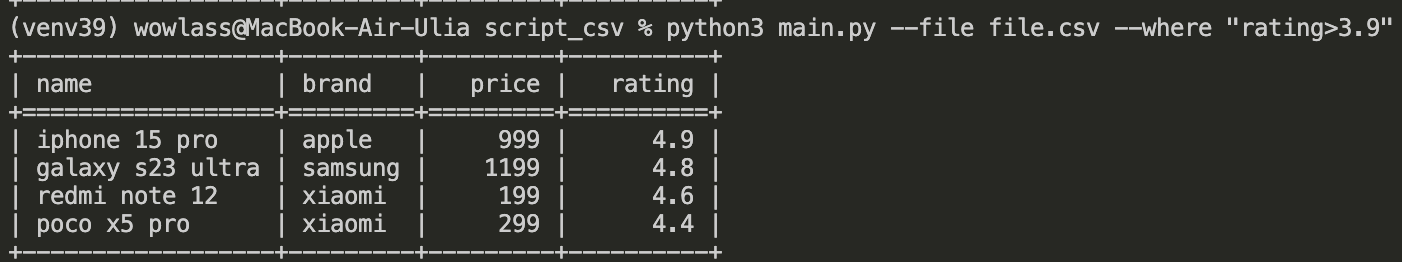 (venv39) wowlass@MacBook-Air-Ulia script_csv % python3 main.py --file file.csv --where "rating>3.9"
+------------------+---------+---------+----------+
| name             | brand   |   price |   rating |
+==================+=========+=========+==========+
| iphone 15 pro    | apple   |     999 |      4.9 |
| galaxy s23 ultra | samsung |    1199 |      4.8 |
| redmi note 12    | xiaomi  |     199 |      4.6 |
| poco x5 pro      | xiaomi  |     299 |      4.4 |
+------------------+---------+---------+----------+